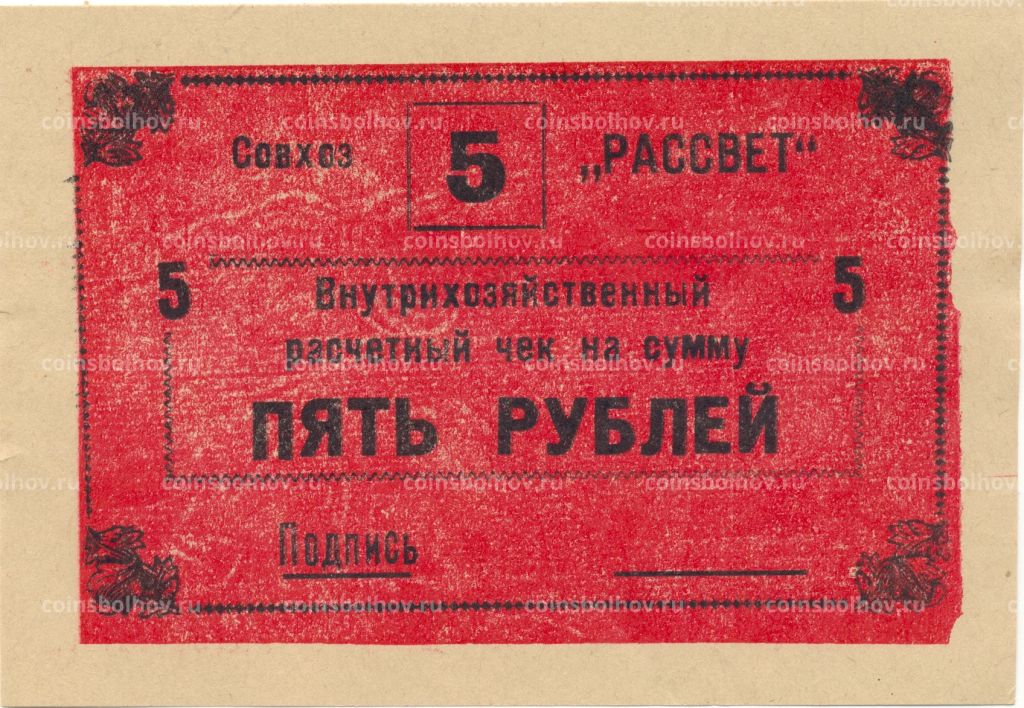 Совхоз 5 „РАССВЕТ“
5 5
Внутрихозяйственный
расчетный чек на сумму
ПЯТЬ РУБЛЕЙ
Подпись
coinsbolhov.ru